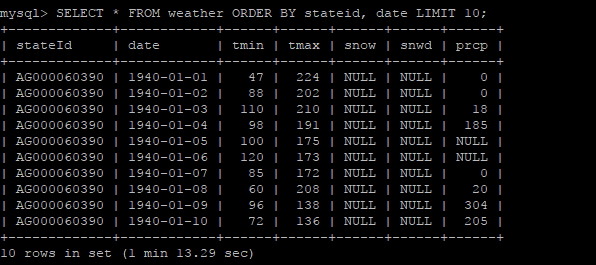 mysql> SELECT * FROM weather ORDER BY stateid, date LIMIT 10;
+-------------+------------+------+------+------+------+------+
| stateId     | date       | tmin | tmax | snow | snwd | prcp |
+-------------+------------+------+------+------+------+------+
| AG000060390 | 1940-01-01 |   47 |  224 | NULL | NULL |    0 |
| AG000060390 | 1940-01-02 |   88 |  202 | NULL | NULL |    0 |
| AG000060390 | 1940-01-03 |  110 |  210 | NULL | NULL |   18 |
| AG000060390 | 1940-01-04 |   98 |  191 | NULL | NULL |  185 |
| AG000060390 | 1940-01-05 |  100 |  175 | NULL | NULL | NULL |
| AG000060390 | 1940-01-06 |  120 |  173 | NULL | NULL | NULL |
| AG000060390 | 1940-01-07 |   85 |  172 | NULL | NULL |    0 |
| AG000060390 | 1940-01-08 |   60 |  208 | NULL | NULL |   20 |
| AG000060390 | 1940-01-09 |   96 |  138 | NULL | NULL |  304 |
| AG000060390 | 1940-01-10 |   72 |  136 | NULL | NULL |  205 |
+-------------+------------+------+------+------+------+------+
10 rows in set (1 min 13.29 sec)